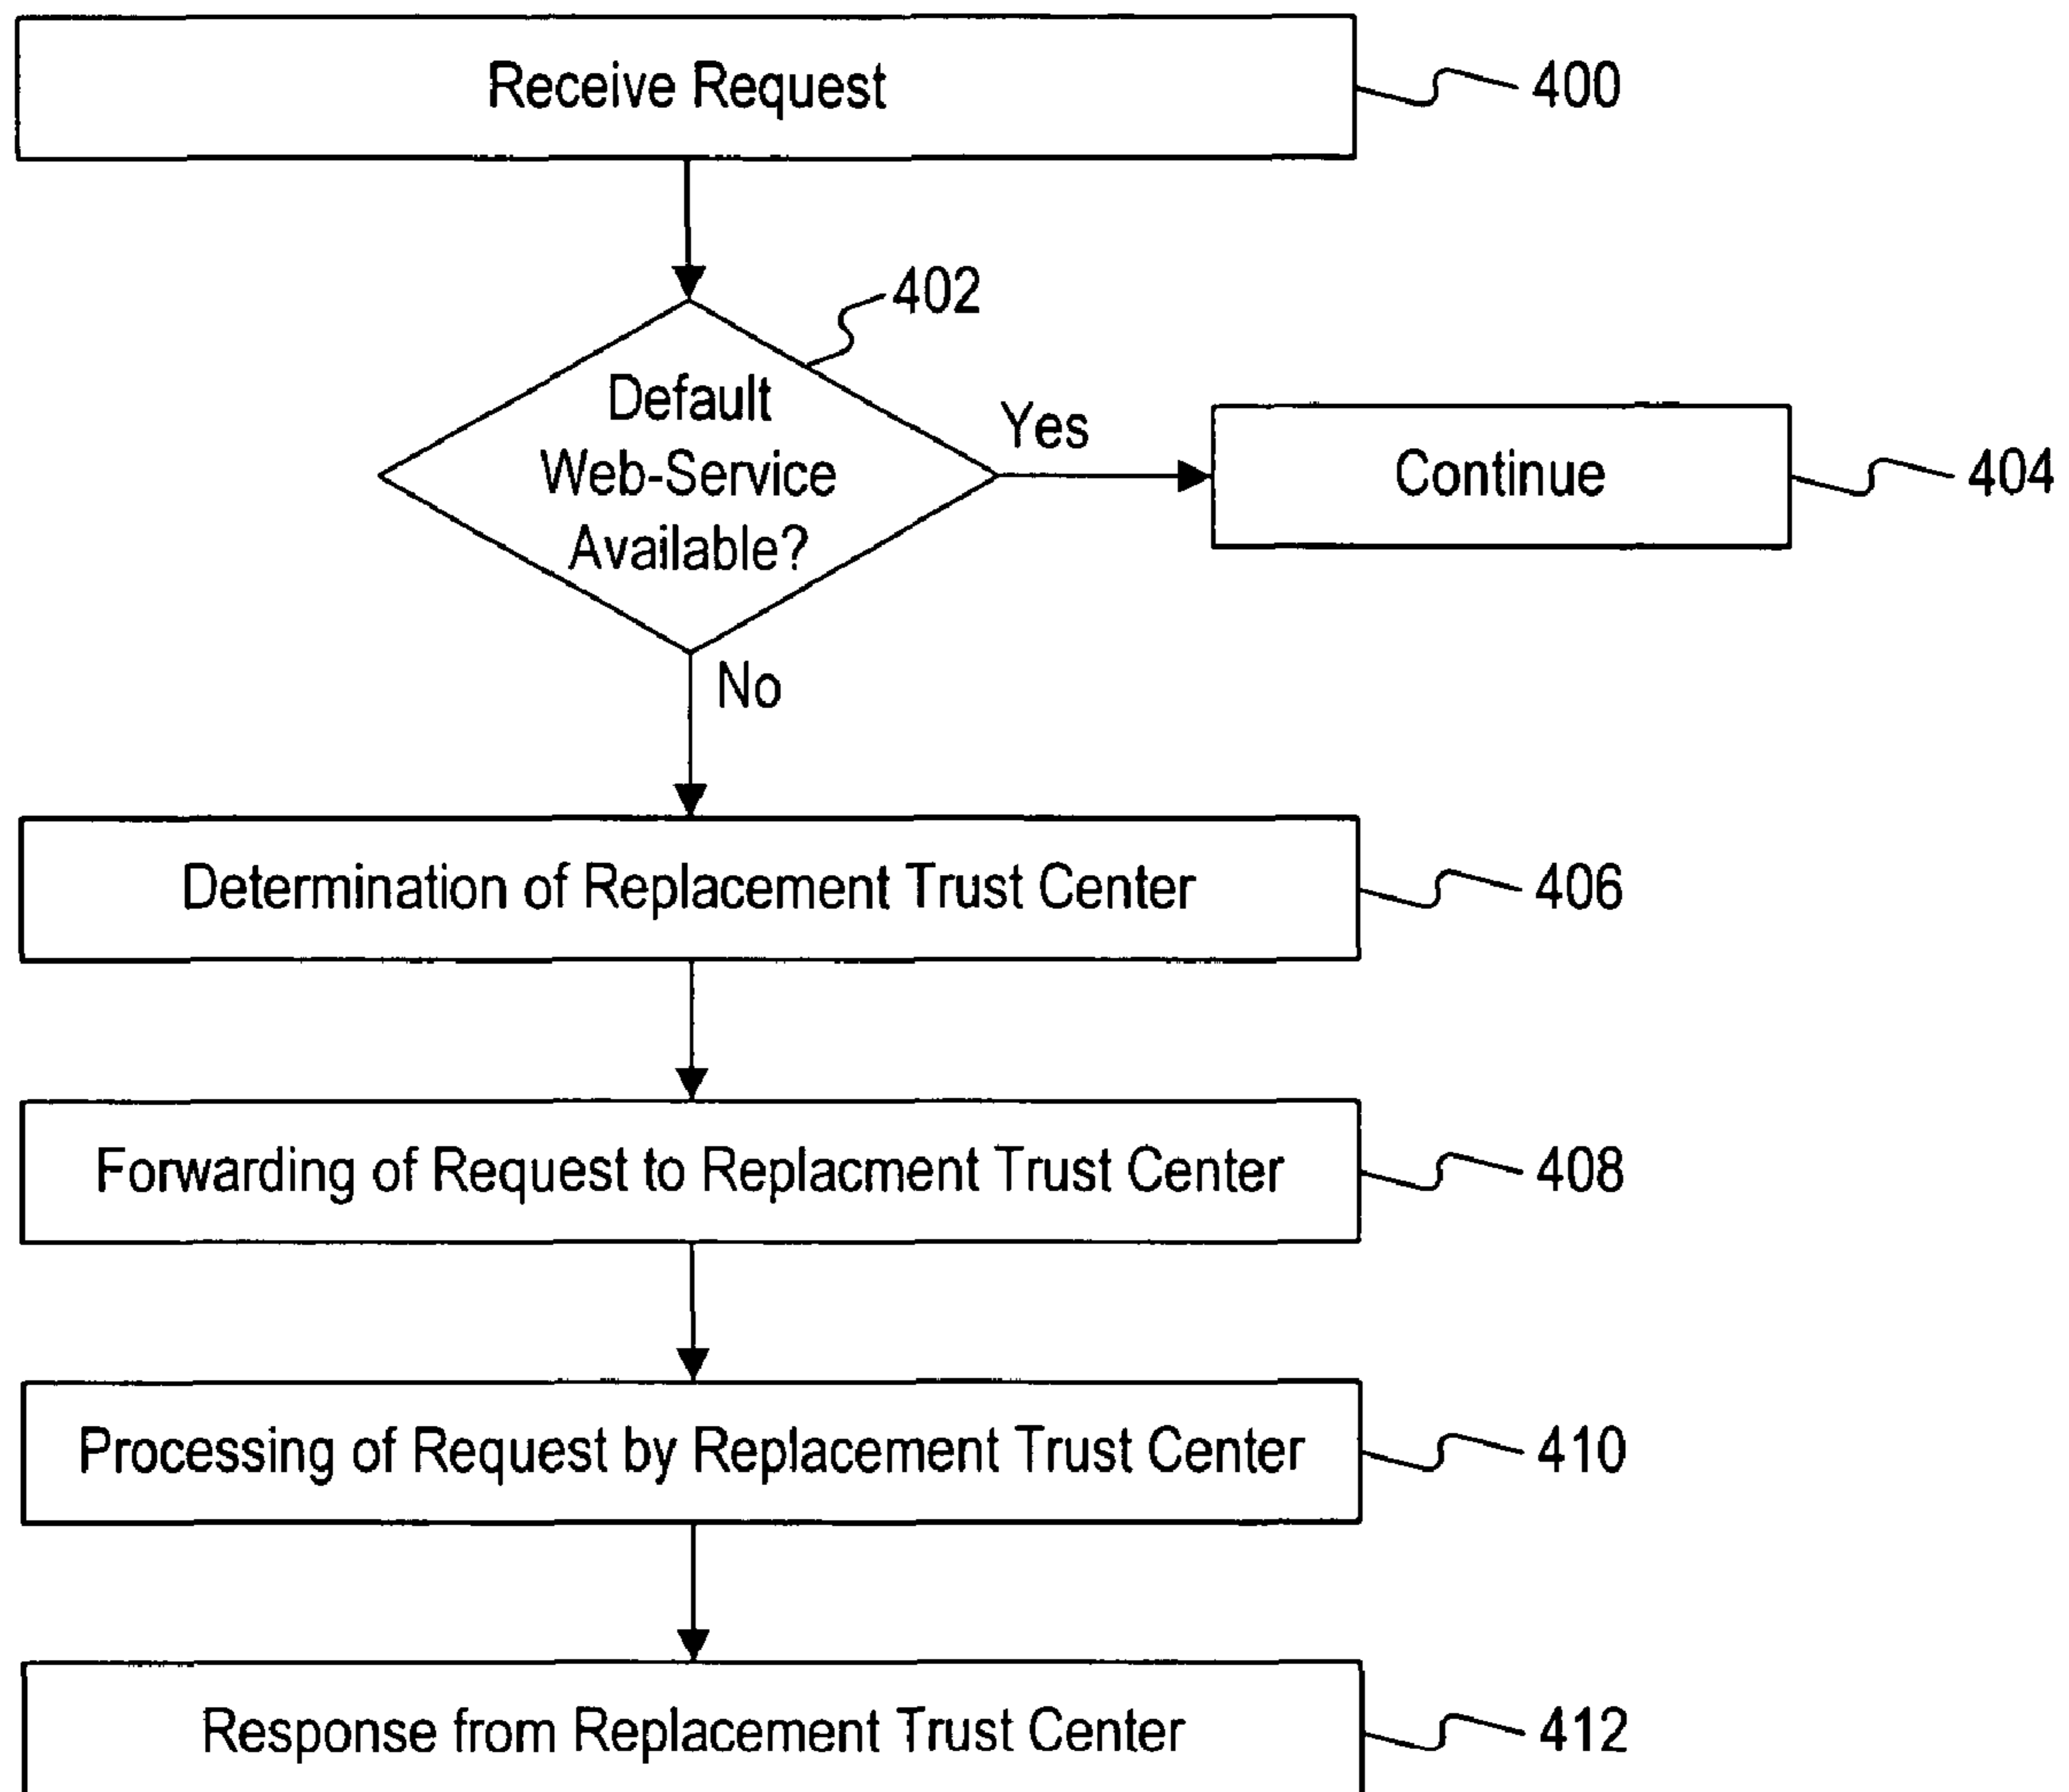 Receive Request
400
402
Default
Web-Service
Available?
Yes
Continue
404
No
Determination of Replacement Trust Center
406
Forwarding of Request to Replacment Trust Center
408
Processing of Request by Replacement Trust Center
410
Response from Replacement Trust Center
412